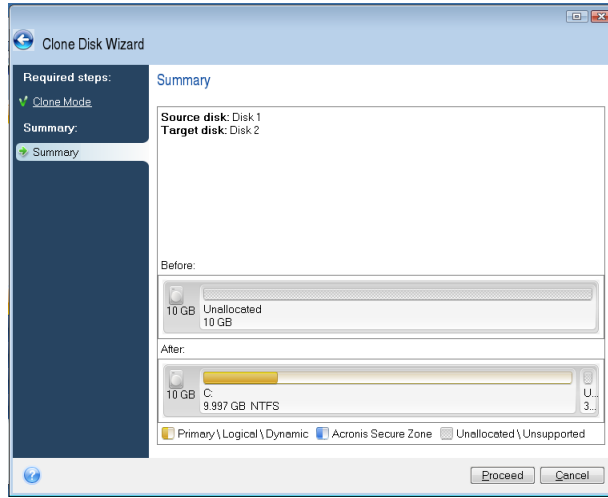 Clone Disk Wizard
Required steps:
Clone Mode
Summary:
Summary
Summary
Source disk: Disk 1
Target disk: Disk 2
Before:
10 GB
Unallocated
10 GB
After:
10 GB
C:
9.997 GB NTFS
U...
3...
Primary \ Logical \ Dynamic
Acronis Secure Zone
Unallocated \ Unsupported
Proceed
Cancel